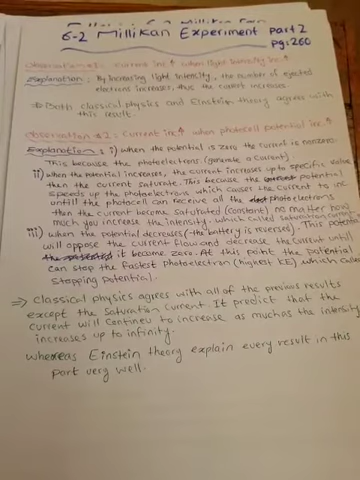 6-2 Millikan Experiment part 2
pg:260
Observation #1: Current inc↑ when light intensity inc.↑
Explanation: By increasing light intensity, the number of ejected
electrons increases, thus the current increases
⇒ Both classical physics and Einstein theory agrees with
this result.
Observation #2: Current inc.↑ when photocell potential inc.↑
Explanation: i) when the potential is zero the current is nonzero.
This because the photoelectrons (generate a current)
ii) when the potential increases, the current increases up to specific value
then the current saturate. This because the potential
speeds up the photoelectrons which causes the current to inc
untill the photocell can receive all the photoelectrons
then the current become saturated (constant) no matter how
much you increase the intensity. which called saturation current
iii) when the potential decreases (the battery is reverses). This
will oppose the current flow and decrease the current until
it become zero. At this point the potential
can stop the fastest photoelectron (highest KE) which
stopping potential.
⇒ Classical physics agrees with all of the previous results
except the saturation current. It predict that the
current will contineu to increase as much as the intensity
increases up to infinity.
whereas Einstein theory explain every result in this
part very well.